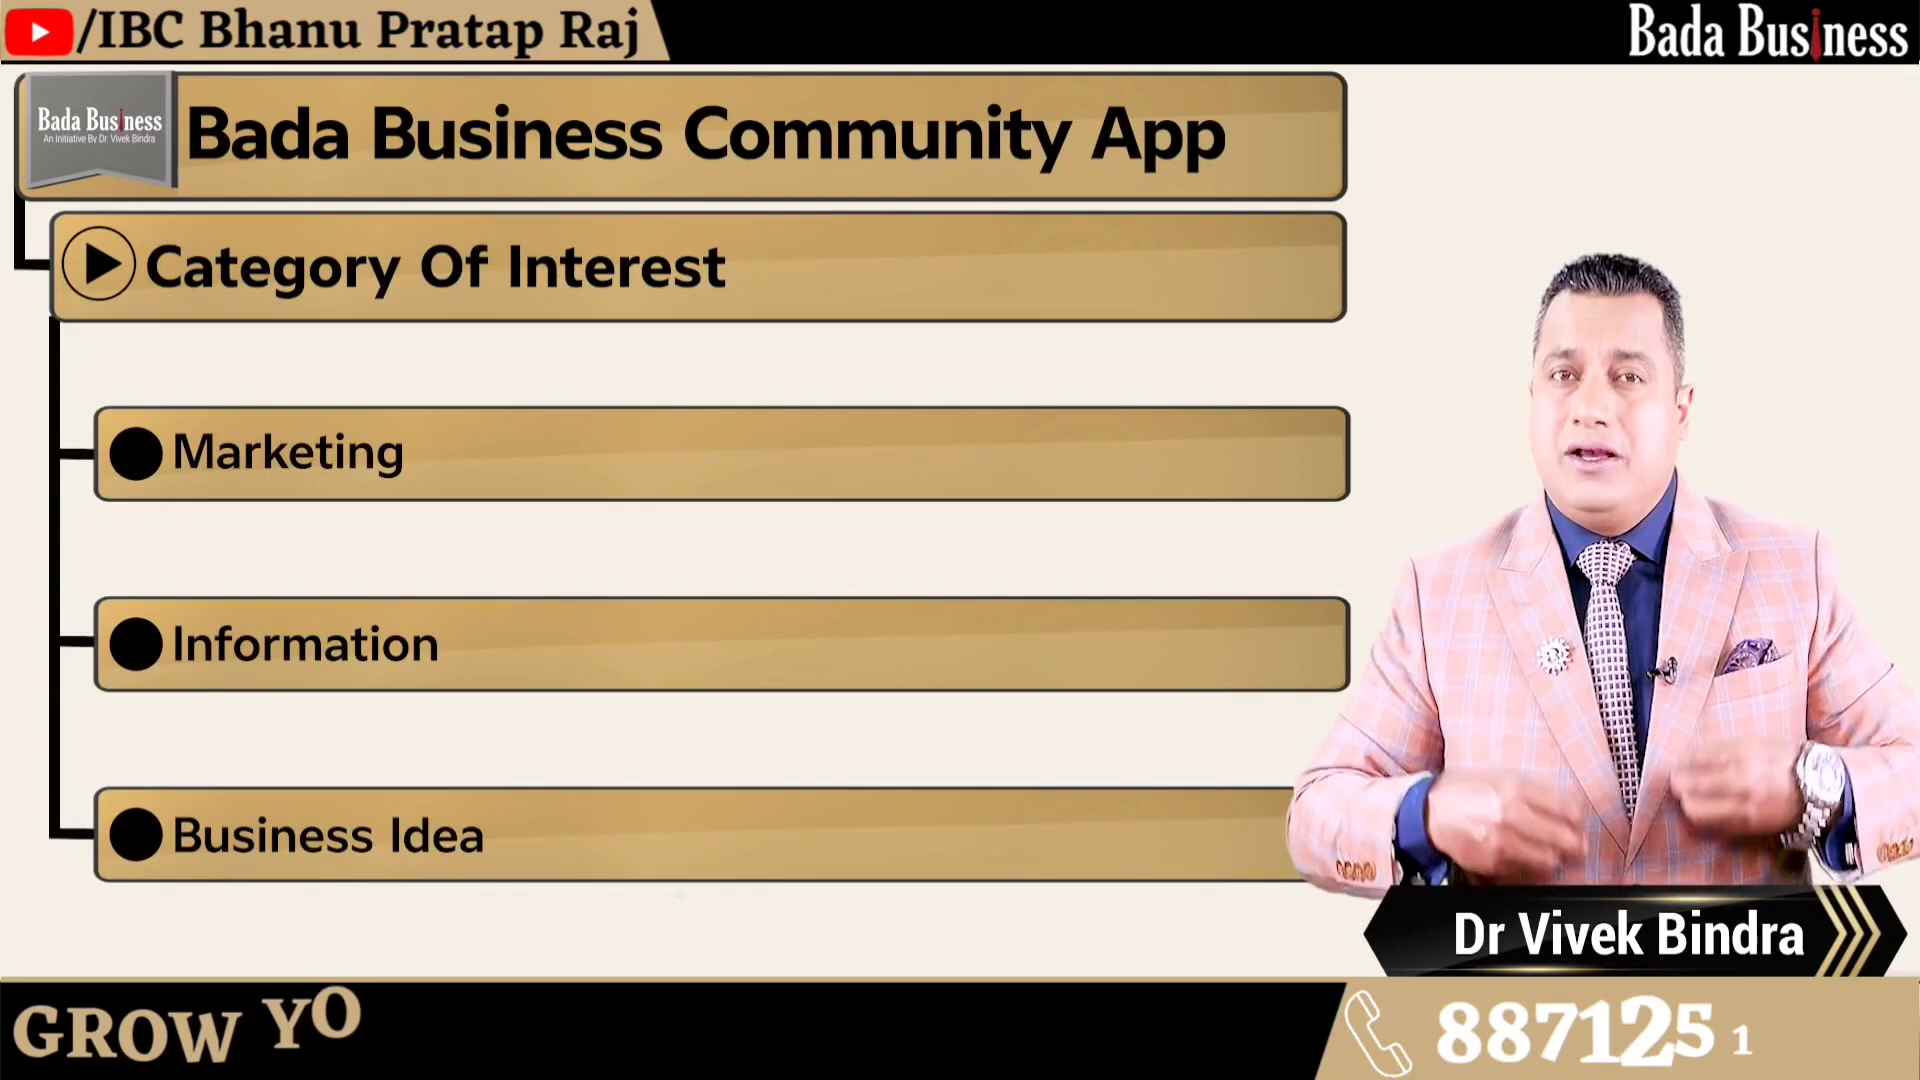 /IBC Bhanu Pratap Raj
Bada Business
Bada Business
An Initiative By Dr. Vivek Bindra
Bada Business Community App
Category Of Interest
Marketing
Information
Business Idea
Dr Vivek Bindra
GROW YO
887125 1